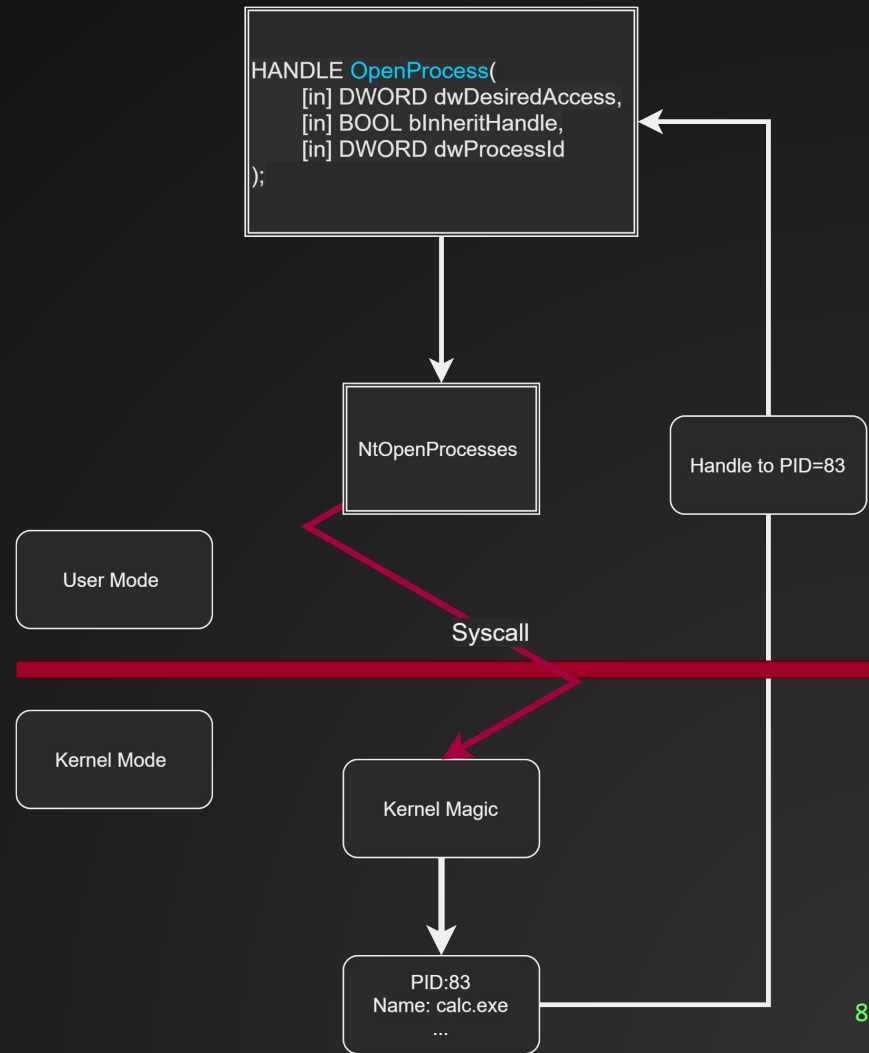 HANDLE OpenProcess(
[in] DWORD dwDesiredAccess,
[in] BOOL bInheritHandle,
[in] DWORD dwProcessId
);
NtOpenProcesses
Handle to PID=83
User Mode
Syscall
Kernel Mode
Kernel Magic
PID:83
Name: calc.exe
...
8